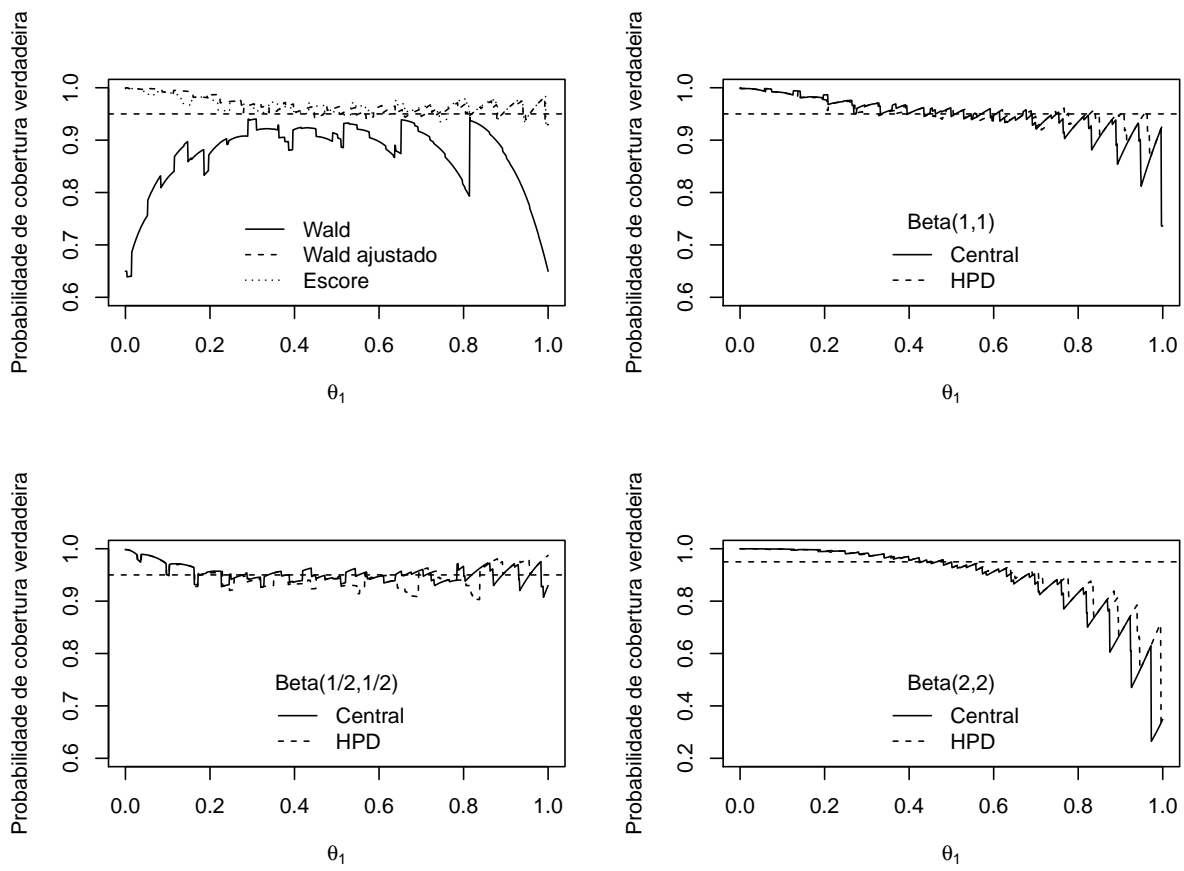 Probabilidade de cobertura verdadeira
1.0
0.9
0.8
0.7
0.6
Wald
Wald ajustado
Escore
0.0 0.2 0.4 0.6 0.8 1.0
θ1
Probabilidade de cobertura verdadeira
1.0
0.9
0.8
0.7
0.6
Beta(1,1)
Central
HPD
0.0 0.2 0.4 0.6 0.8 1.0
θ1
Probabilidade de cobertura verdadeira
1.0
0.9
0.8
0.7
0.6
Beta(1/2,1/2)
Central
HPD
0.0 0.2 0.4 0.6 0.8 1.0
θ1
Probabilidade de cobertura verdadeira
1.0
0.8
0.6
0.4
0.2
Beta(2,2)
Central
HPD
0.0 0.2 0.4 0.6 0.8 1.0
θ1